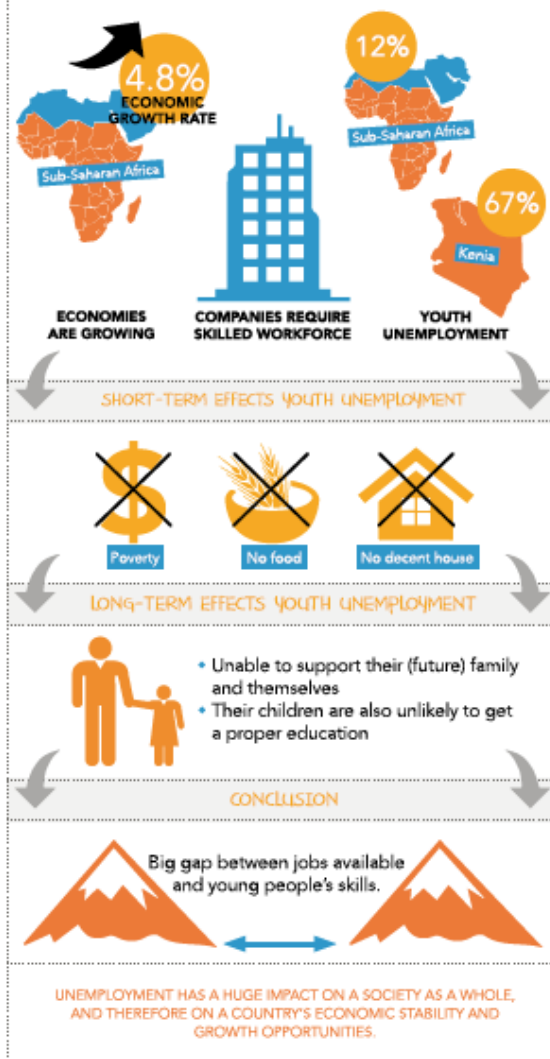 4.8%
ECONOMIC
GROWTH RATE
Sub-Saharan Africa
12%
Sub-Saharan Africa
67%
Kenia
ECONOMIES
ARE GROWING
COMPANIES REQUIRE
SKILLED WORKFORCE
YOUTH
UNEMPLOYMENT
SHORT-TERM EFFECTS YOUTH UNEMPLOYMENT
Poverty
No food
No decent house
LONG-TERM EFFECTS YOUTH UNEMPLOYMENT
• Unable to support their (future) family
and themselves
• Their children are also unlikely to get
a proper education
CONCLUSION
Big gap between jobs available
and young people's skills.
UNEMPLOYMENT HAS A HUGE IMPACT ON A SOCIETY AS A WHOLE,
AND THEREFORE ON A COUNTRY'S ECONOMIC STABILITY AND
GROWTH OPPORTUNITIES.